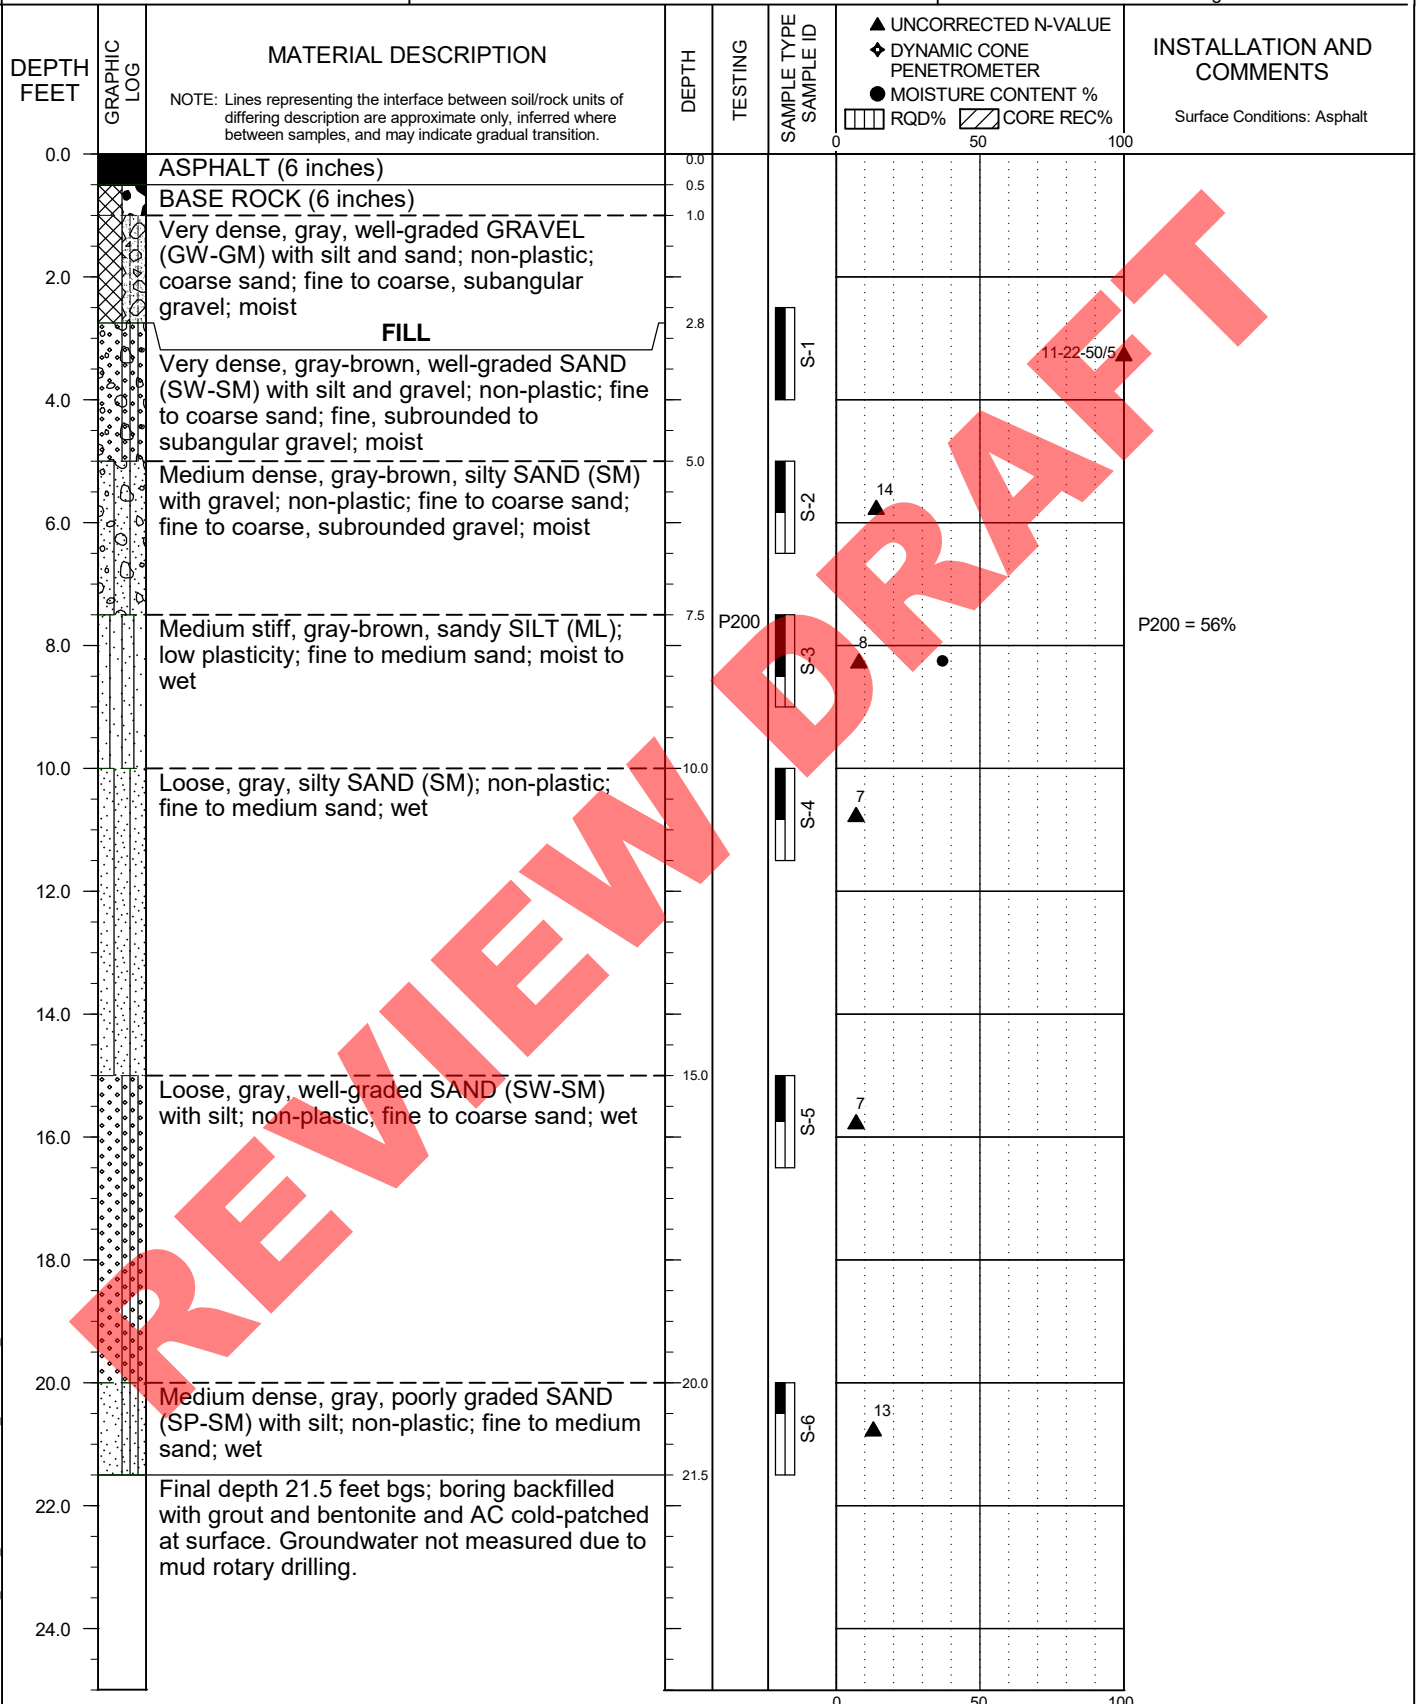 DEPTH
FEET
GRAPHIC
LOG
MATERIAL DESCRIPTION
NOTE: Lines representing the interface between soil/rock units of
differing description are approximate only, inferred where
between samples, and may indicate gradual transition.
DEPTH
TESTING
SAMPLE TYPE
SAMPLE ID
▲ UNCORRECTED N-VALUE
DYNAMIC CONE
PENETROMETER
● MOISTURE CONTENT %
RQD% CORE REC%
0 50 100
INSTALLATION AND
COMMENTS
Surface Conditions: Asphalt
0.0
ASPHALT (6 inches)
0.0
0.5
BASE ROCK (6 inches)
1.0
Very dense, gray, well-graded GRAVEL
(GW-GM) with silt and sand; non-plastic;
coarse sand; fine to coarse, subangular
gravel; moist
2.0
FILL
2.8
Very dense, gray-brown, well-graded SAND
(SW-SM) with silt and gravel; non-plastic; fine
to coarse sand; fine, subrounded to
subangular gravel; moist
S-1
11-22-50/5
4.0
5.0
Medium dense, gray-brown, silty SAND (SM)
with gravel; non-plastic; fine to coarse sand;
fine to coarse, subrounded gravel; moist
S-2
14
6.0
7.5
P200
Medium stiff, gray-brown, sandy SILT (ML);
low plasticity; fine to medium sand; moist to
wet
S-3
8
P200 = 56%
8.0
10.0
10.0
Loose, gray, silty SAND (SM); non-plastic;
fine to medium sand; wet
S-4
7
12.0
14.0
15.0
Loose, gray, well-graded SAND (SW-SM)
with silt; non-plastic; fine to coarse sand; wet
S-5
7
16.0
18.0
20.0
20.0
Medium dense, gray, poorly graded SAND
(SP-SM) with silt; non-plastic; fine to medium
sand; wet
S-6
13
21.5
Final depth 21.5 feet bgs; boring backfilled
with grout and bentonite and AC cold-patched
at surface. Groundwater not measured due to
mud rotary drilling.
22.0
24.0
0 50 100
REVIEW DRAFT